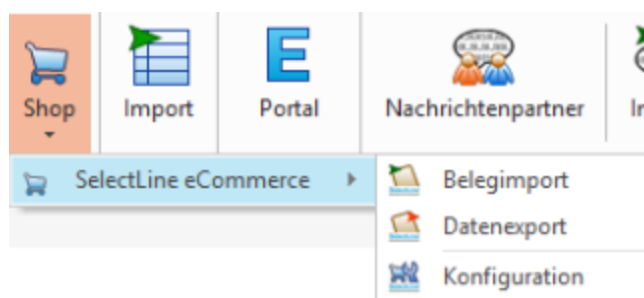 Shop
Import
E
Portal
Nachrichtenpartner
SelectLine eCommerce
Belegimport
Datenexport
Konfiguration